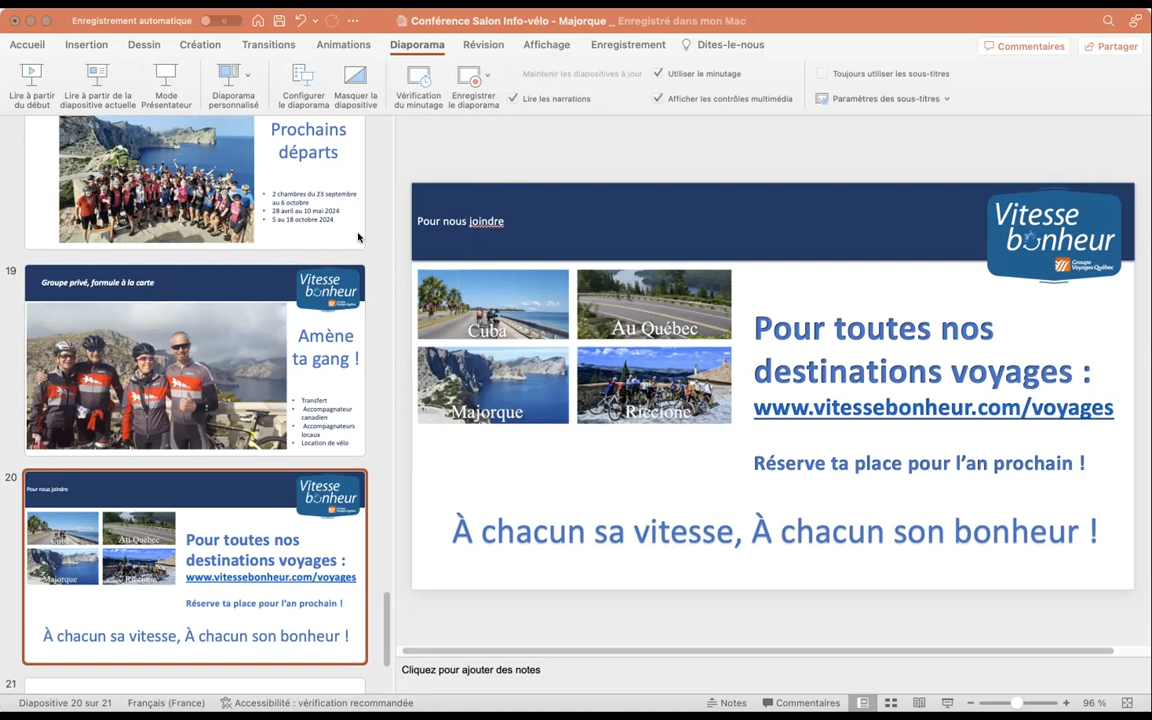 Enregistrement automatique
Conférence Salon Info-vélo - Majorque _ Enregistré dans mon Mac
Accueil
Insertion
Dessin
Création
Transitions
Animations
Diaporama
Révision
Affichage
Enregistrement
Dites-le-nous
Commentaires
Partager
Lire à partir
du début
Lire à partir de la
diapositive actuelle
Mode
Présentateur
Diaporama
personnalisé
Configurer
le diaporama
Masquer la
diapositive
Vérification
du minutage
Enregistrer
le diaporama
Maintenir les diapositives à jour
Lire les narrations
Utiliser le minutage
Afficher les contrôles multimédia
Toujours utiliser les sous-titres
Paramètres des sous-titres
Prochains
départs
• 2 chambres du 23 septembre
au 6 octobre
• 28 avril au 10 mai 2024
• 5 au 18 octobre 2024
19
Groupe privé, formule à la carte
Vitesse
bonheur
Amène
ta gang !
• Transfert
• Accompagnateur
canadien
• Accompagnateurs
locaux
• Location de vélo
20
Pour nous joindre
Vitesse
bonheur
Cuba
Au Québec
Majorque
Riccione
Pour toutes nos
destinations voyages :
www.vitessebonheur.com/voyages
Réserve ta place pour l'an prochain !
À chacun sa vitesse, À chacun son bonheur !
21
Pour nous joindre
Vitesse
bonheur
Groupe
Voyages Québec
Cuba
Au Québec
Majorque
Riccione
Pour toutes nos
destinations voyages :
www.vitessebonheur.com/voyages
Réserve ta place pour l'an prochain !
À chacun sa vitesse, À chacun son bonheur !
Cliquez pour ajouter des notes
Diapositive 20 sur 21
Français (France)
Accessibilité : vérification recommandée
Notes
Commentaires
96 %